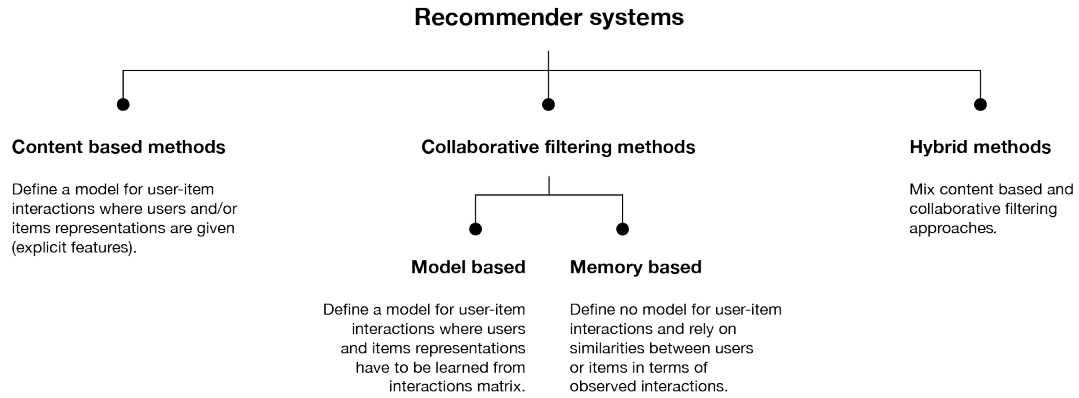 Recommender systems
Content based methods
Define a model for user-item
interactions where users and/or
items representations are given
(explicit features).
Collaborative filtering methods
Model based
Define a model for user-item
interactions where users
and items representations
have to be learned from
interactions matrix.
Memory based
Define no model for user-item
interactions and rely on
similarities between users
or items in terms of
observed interactions.
Hybrid methods
Mix content based and
collaborative filtering
approaches.